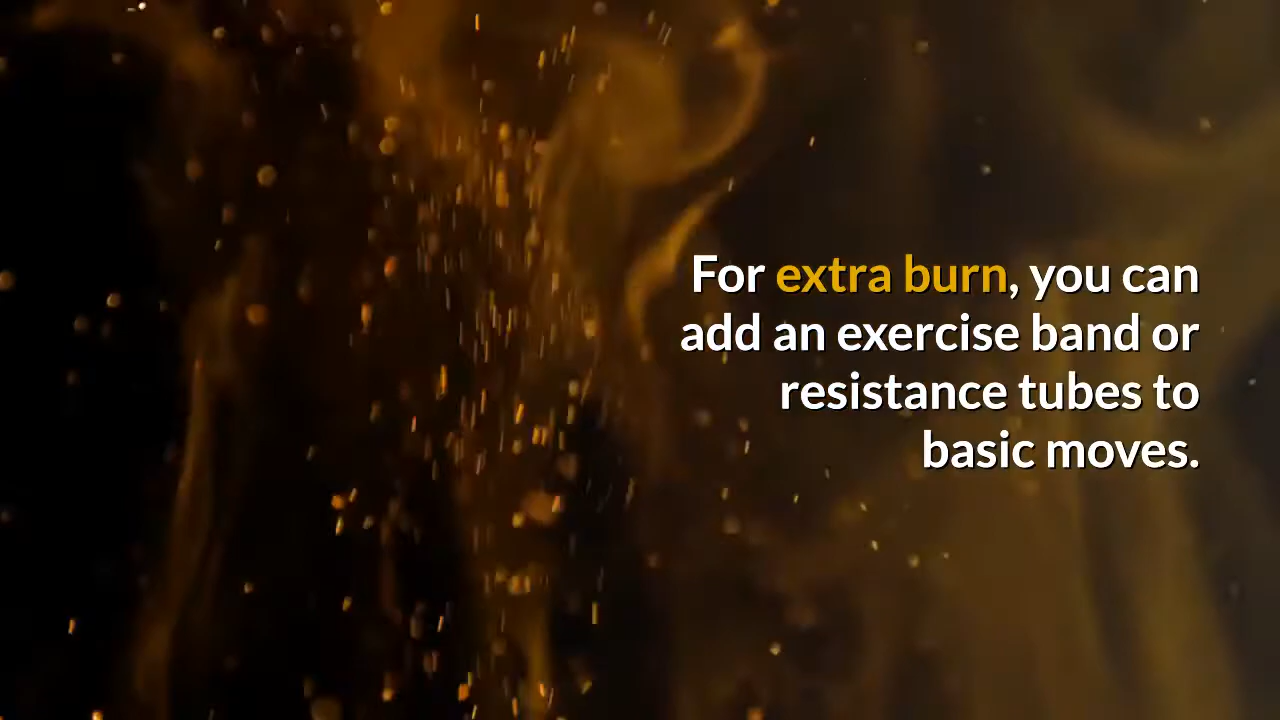 For extra burn, you can
add an exercise band or
resistance tubes to
basic moves.